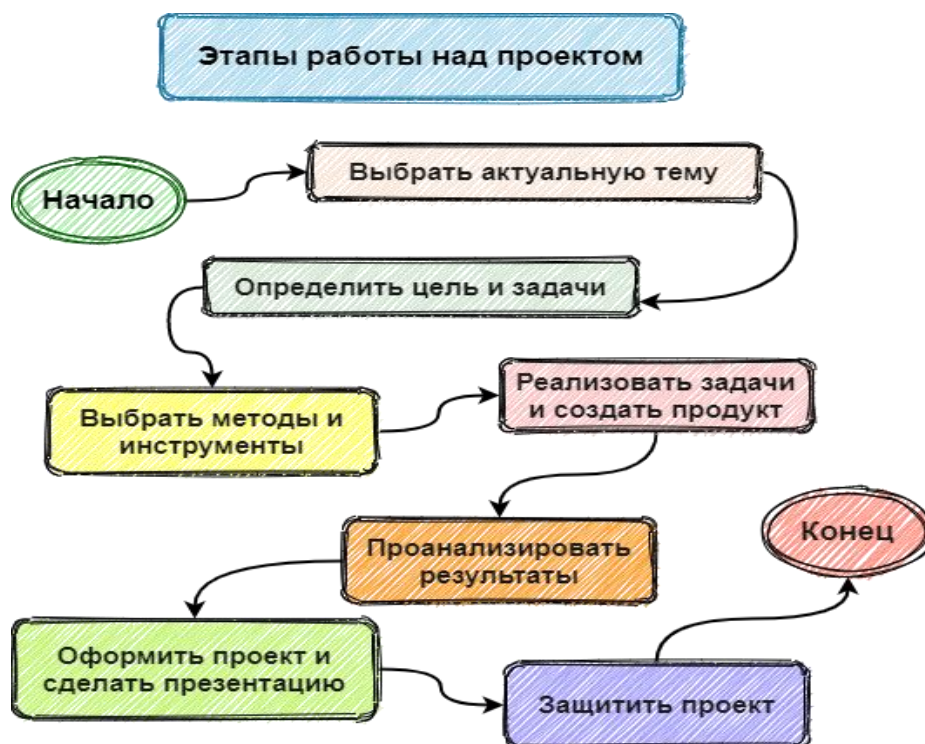 Этапы работы над проектом
Начало
Выбрать актуальную тему
Определить цель и задачи
Выбрать методы и
инструменты
Реализовать задачи
и создать продукт
Проанализировать
результаты
Оформить проект и
сделать презентацию
Защитить проект
Конец